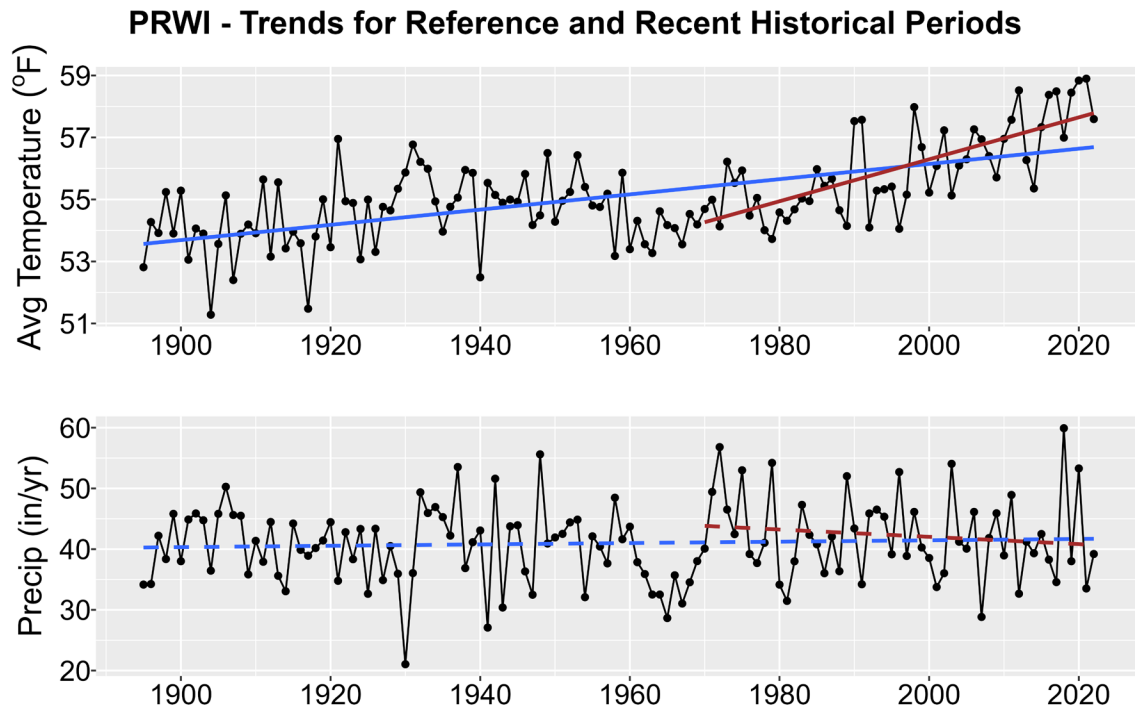 PRWI - Trends for Reference and Recent Historical Periods
Avg Temperature (°F)
59
57
55
53
51
1900 1920 1940 1960 1980 2000 2020
Precip (in/yr)
60
50
40
30
20
1900 1920 1940 1960 1980 2000 2020